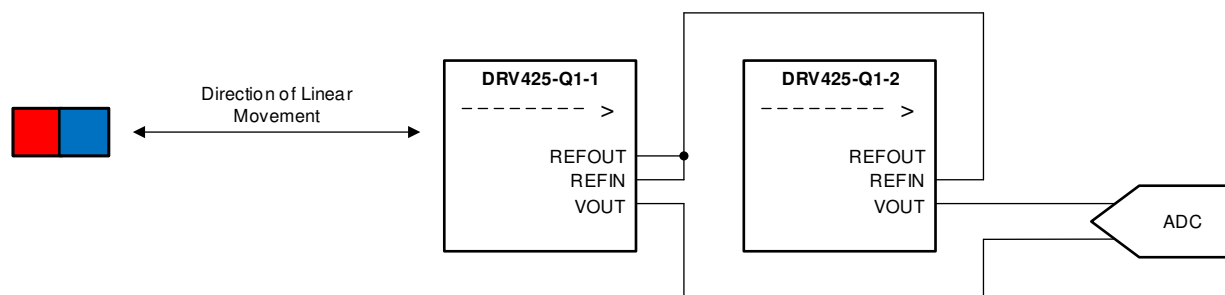 DRV425-Q1-1
DRV425-Q1-2
Direction of Linear
Movement
>
>
REFOUT
REFIN
VOUT
REFOUT
REFIN
VOUT
ADC